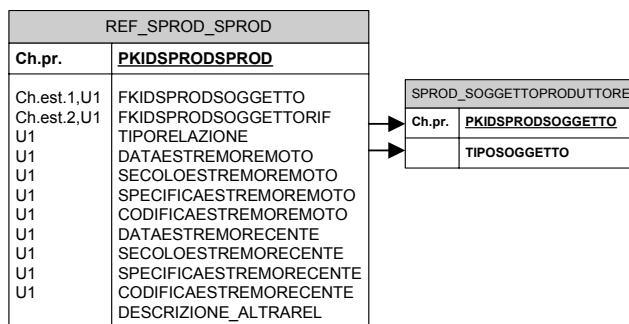 REF_SPROD_SPROD
Ch.pr. PKIDSPRODSPROD
Ch.est.1,U1 FKIDSPRODSOGGETTO
Ch.est.2,U1 FKIDSPRODSOGGETTORIF
U1 TIPORELAZIONE
U1 DATAESTREMOREMOTO
U1 SECOLOESTREMOREMOTO
U1 SPECIFICAESTREMOREMOTO
U1 CODIFICAESTREMOREMOTO
U1 DATAESTREMORECENTE
U1 SECOLOESTREMORECENTE
U1 SPECIFICAESTREMORECENTE
U1 CODIFICAESTREMORECENTE
DESCRIZIONE_ALTRAREL
SPROD_SOGGETTOPRODUTTORE
Ch.pr. PKIDSPRODSOGGETTO
TIPOSOGGETTO